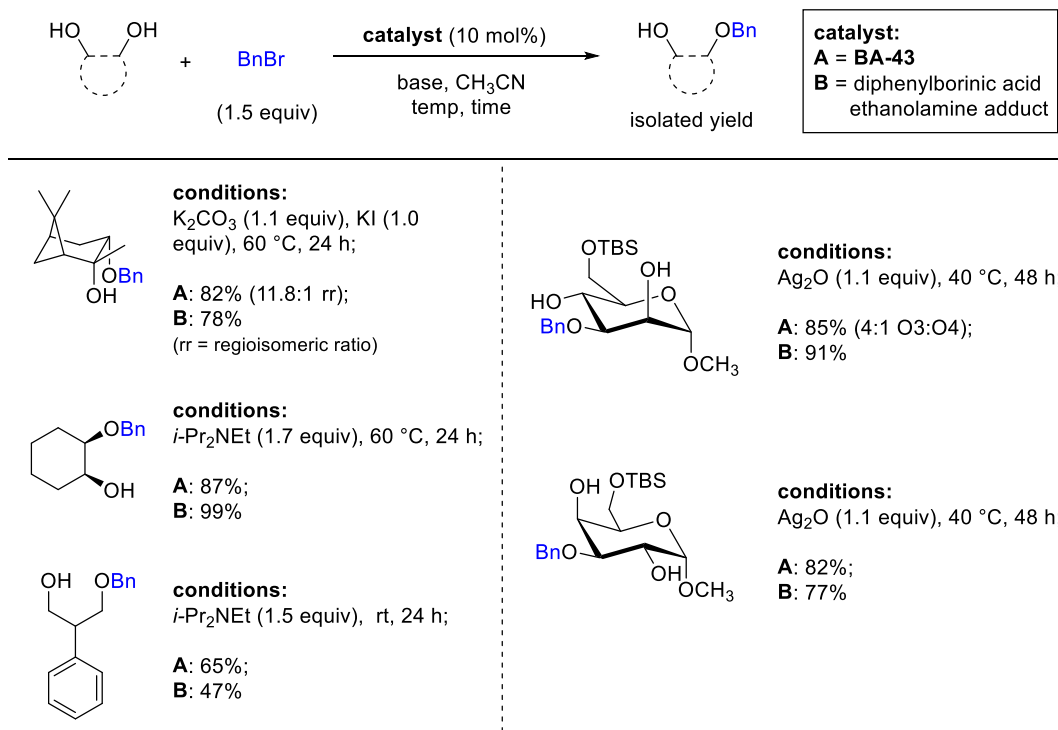 HO OH
+
BnBr
(1.5 equiv)
catalyst (10 mol%)
base, CH₃CN
temp, time
HO OBn
isolated yield
catalyst:
A = BA-43
B = diphenylborinic acid
ethanolamine adduct
OBn
OH
conditions:
K₂CO₃ (1.1 equiv), KI (1.0
equiv), 60 °C, 24 h;
A: 82% (11.8:1 rr);
B: 78%
(rr = regioisomeric ratio)
OBn
OH
conditions:
i-Pr₂NEt (1.7 equiv), 60 °C, 24 h;
A: 87%;
B: 99%
OH OBn
conditions:
i-Pr₂NEt (1.5 equiv), rt, 24 h;
A: 65%;
B: 47%
OTBS
OH
HO O
BnO
OCH₃
conditions:
Ag₂O (1.1 equiv), 40 °C, 48 h
A: 85% (4:1 O3:O4);
B: 91%
OTBS
OH
O
BnO
OH
OCH₃
conditions:
Ag₂O (1.1 equiv), 40 °C, 48 h
A: 82%;
B: 77%